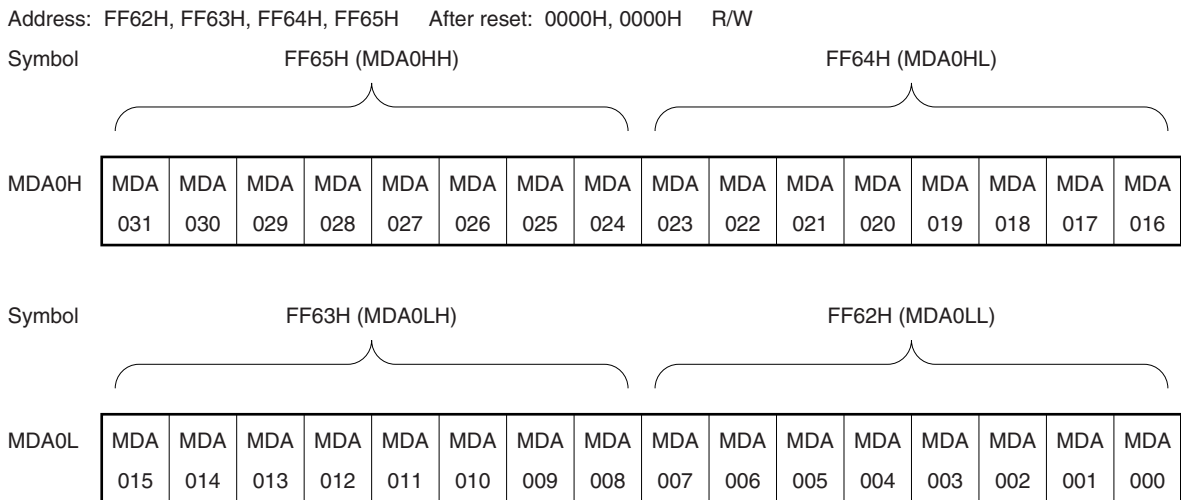 Address: FF62H, FF63H, FF64H, FF65H After reset: 0000H, 0000H R/W
Symbol FF65H (MDA0HH) FF64H (MDA0HL)
MDA0H MDA MDA MDA MDA MDA MDA MDA MDA MDA MDA MDA MDA MDA MDA MDA MDA
031 030 029 028 027 026 025 024 023 022 021 020 019 018 017 016
Symbol FF63H (MDA0LH) FF62H (MDA0LL)
MDA0L MDA MDA MDA MDA MDA MDA MDA MDA MDA MDA MDA MDA MDA MDA MDA MDA
015 014 013 012 011 010 009 008 007 006 005 004 003 002 001 000